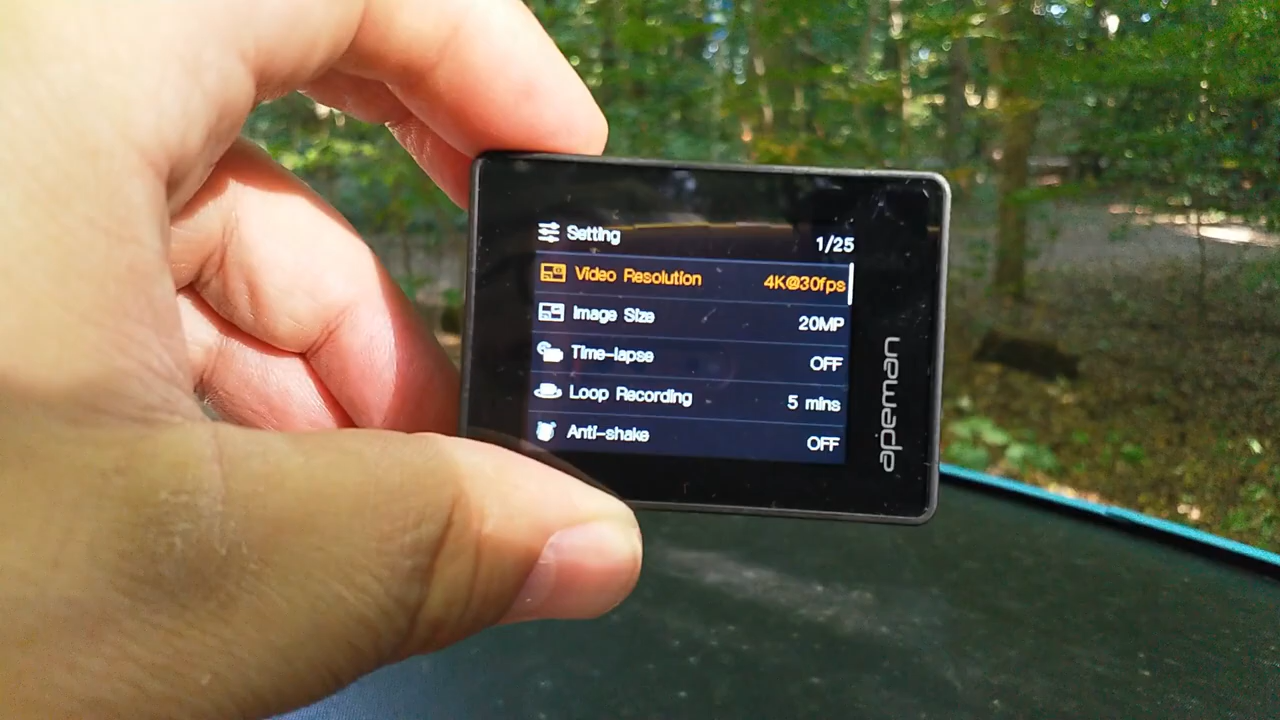 Setting 1/25
Video Resolution 4K@30fps
Image Size 20MP
Time-lapse OFF
Loop Recording 5 mins
Anti-shake OFF
apeman